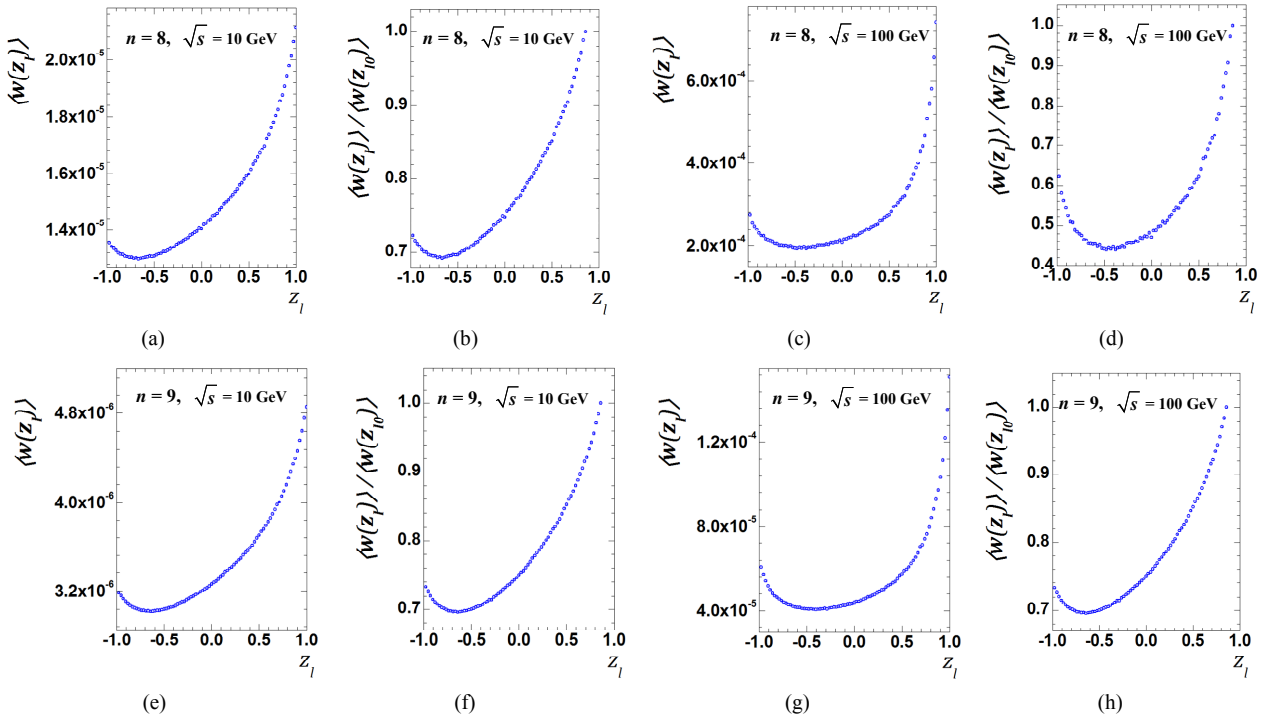 n = 8, √s = 10 GeV
⟨w(z_l)⟩
2.0x10⁻⁵
1.8x10⁻⁵
1.6x10⁻⁵
1.4x10⁻⁵
-1.0 -0.5 0.0 0.5 1.0
z_l
(a)
n = 8, √s = 10 GeV
⟨w(z_l)⟩/⟨w(z_l0)⟩
1.0
0.9
0.8
0.7
-1.0 -0.5 0.0 0.5 1.0
z_l
(b)
n = 8, √s = 100 GeV
⟨w(z_l)⟩
6.0x10⁻⁴
4.0x10⁻⁴
2.0x10⁻⁴
-1.0 -0.5 0.0 0.5 1.0
z_l
(c)
n = 8, √s = 100 GeV
⟨w(z_l)⟩/⟨w(z_l0)⟩
1.0
0.9
0.8
0.7
0.6
0.5
0.4
-1.0 -0.5 0.0 0.5 1.0
z_l
(d)
n = 9, √s = 10 GeV
⟨w(z_l)⟩
4.8x10⁻⁶
4.0x10⁻⁶
3.2x10⁻⁶
-1.0 -0.5 0.0 0.5 1.0
z_l
(e)
n = 9, √s = 10 GeV
⟨w(z_l)⟩/⟨w(z_l0)⟩
1.0
0.9
0.8
0.7
-1.0 -0.5 0.0 0.5 1.0
z_l
(f)
n = 9, √s = 100 GeV
⟨w(z_l)⟩
1.2x10⁻⁴
8.0x10⁻⁵
4.0x10⁻⁵
-1.0 -0.5 0.0 0.5 1.0
z_l
(g)
n = 9, √s = 100 GeV
⟨w(z_l)⟩/⟨w(z_l0)⟩
1.0
0.9
0.8
0.7
-1.0 -0.5 0.0 0.5 1.0
z_l
(h)